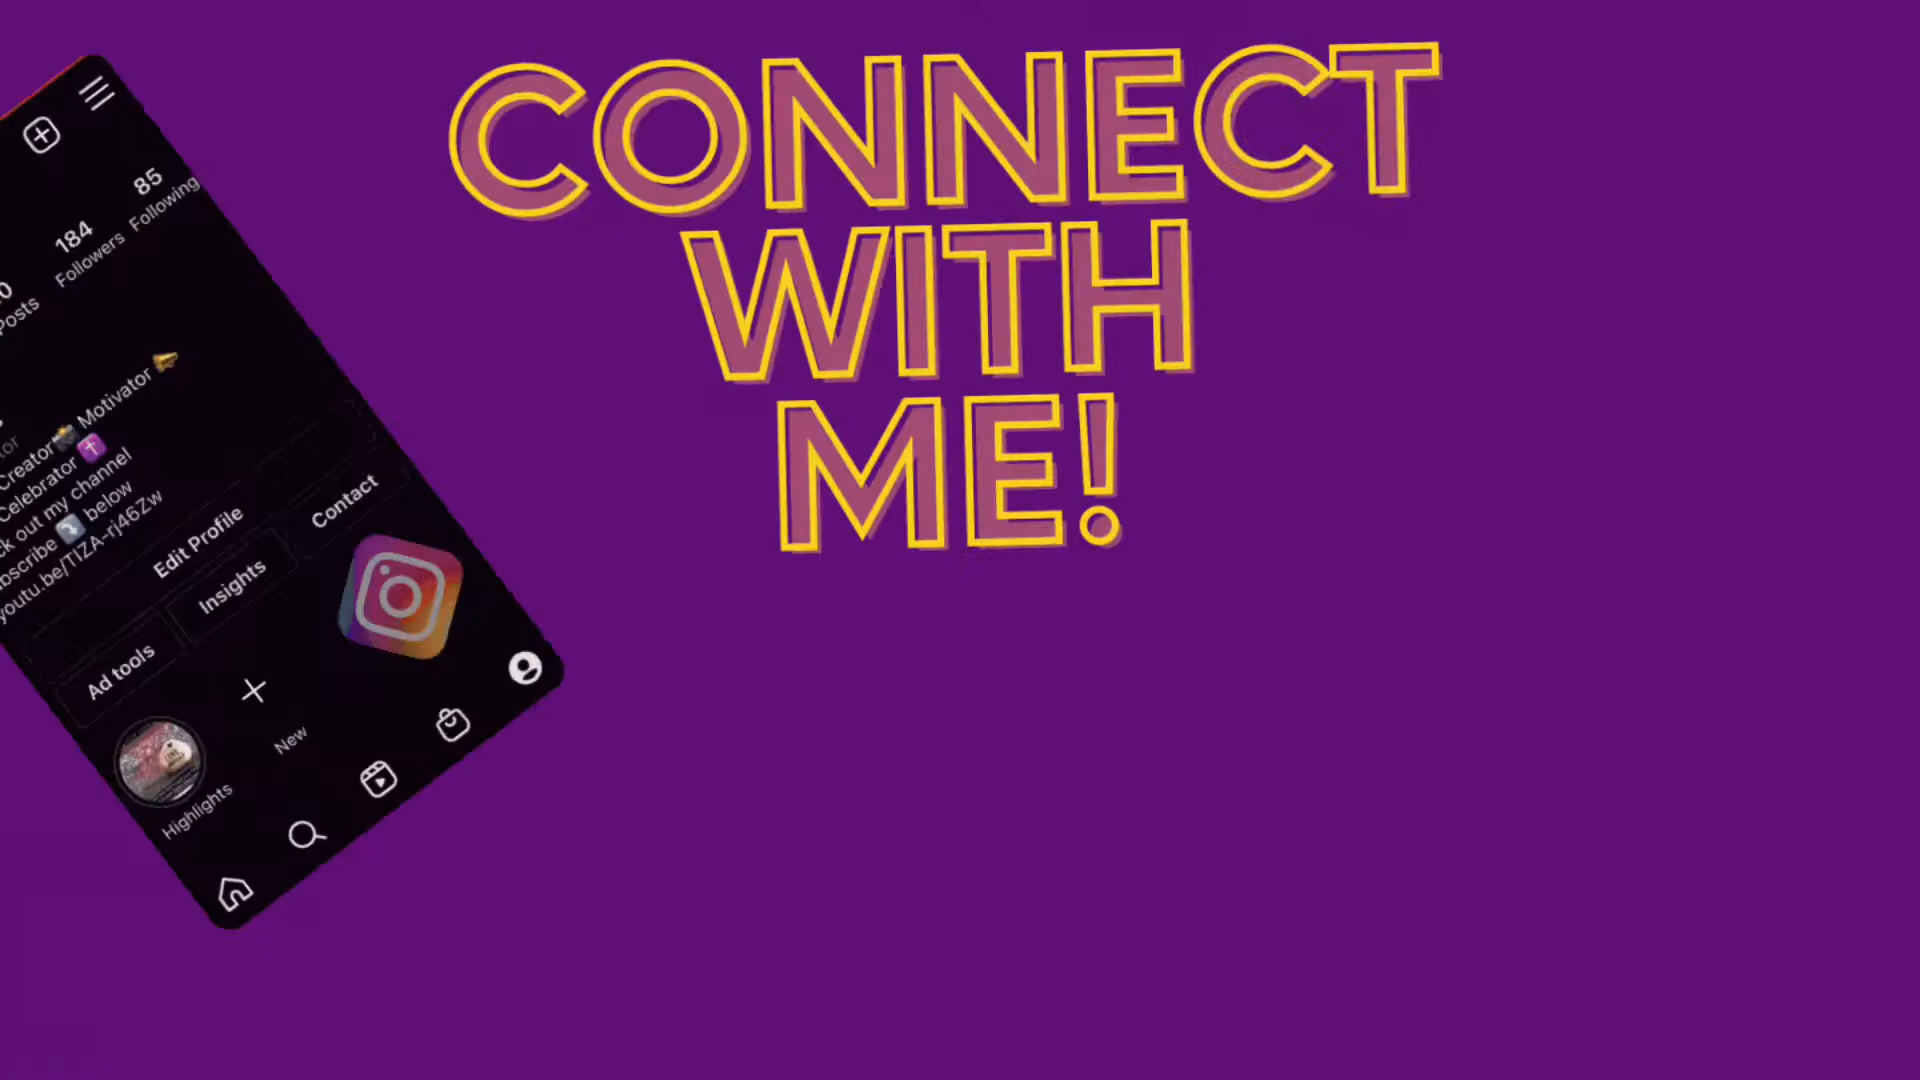 CONNECT
WITH
ME!
85
Following
184
Followers
Posts
Creator Motivator
Celebrator
out my channel
below
youtu.be/TIZA-rj46Zw
Edit Profile
Ad tools
Insights
Contact
Highlights
New